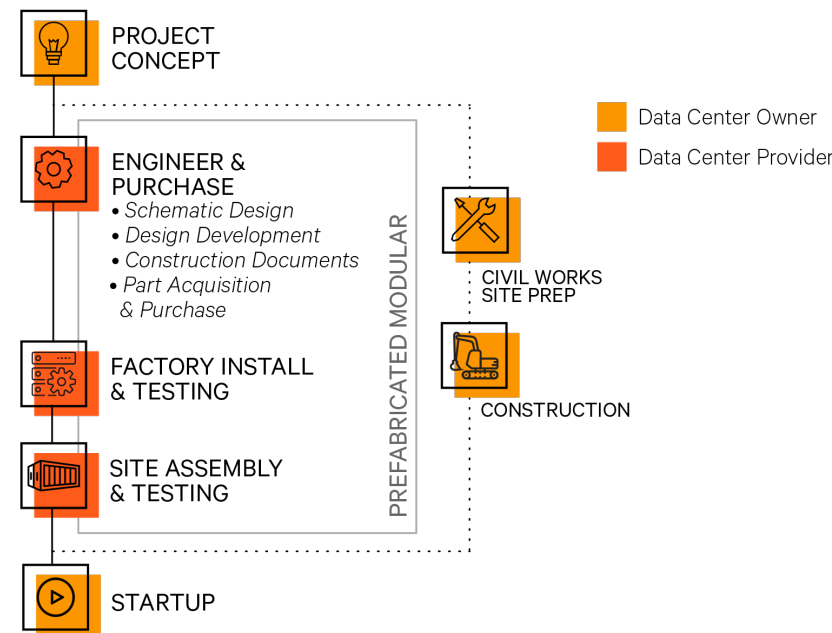 PROJECT
CONCEPT
Data Center Owner
Data Center Provider
ENGINEER &
PURCHASE
• Schematic Design
• Design Development
• Construction Documents
• Part Acquisition
& Purchase
PREFABRICATED MODULAR
CIVIL WORKS
SITE PREP
FACTORY INSTALL
& TESTING
CONSTRUCTION
SITE ASSEMBLY
& TESTING
STARTUP